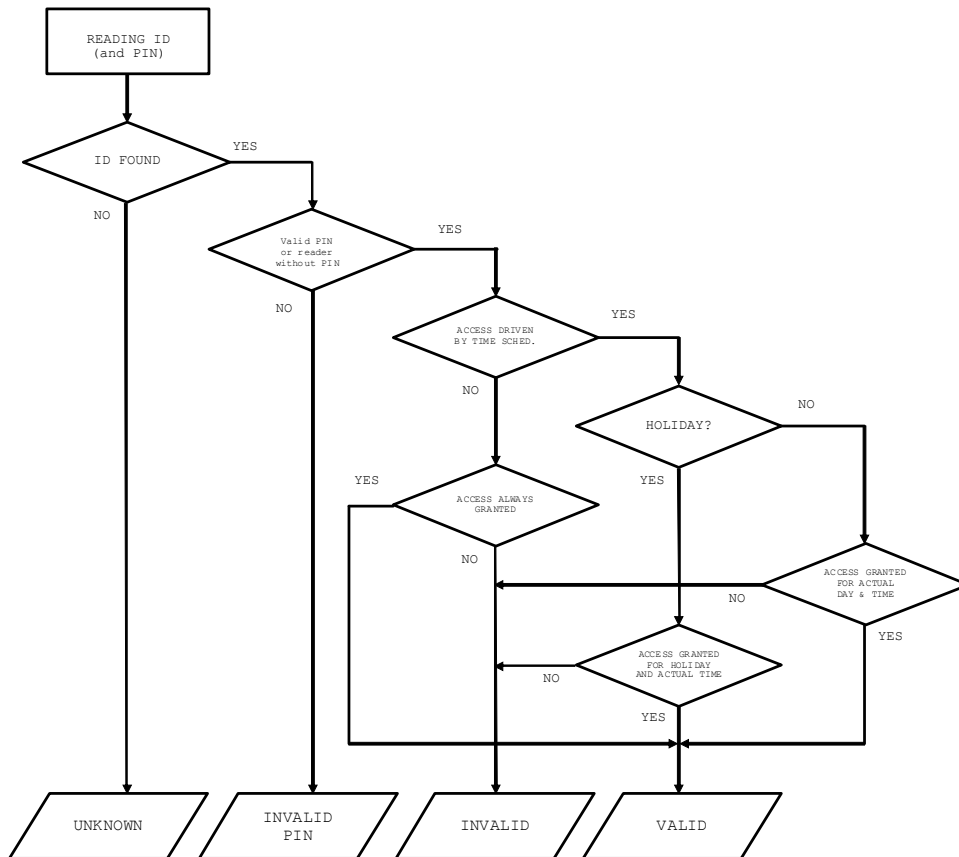 READING ID
(and PIN)
YES
ID FOUND
NO
YES
Valid PIN
or reader
without PIN
NO
YES
ACCESS DRIVEN
BY TIME SCHED.
NO
NO
HOLIDAY?
YES
YES
ACCESS ALWAYS
GRANTED
NO
ACCESS GRANTED
FOR ACTUAL
DAY & TIME
NO
YES
ACCESS GRANTED
FOR HOLIDAY
AND ACTUAL TIME
NO
YES
UNKNOWN
INVALID
PIN
INVALID
VALID